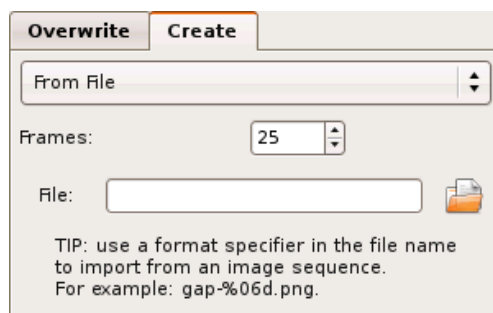 Overwrite Create
From File
Frames: 25
File:
TIP: use a format specifier in the file name
to import from an image sequence.
For example: gap-%06d.png.